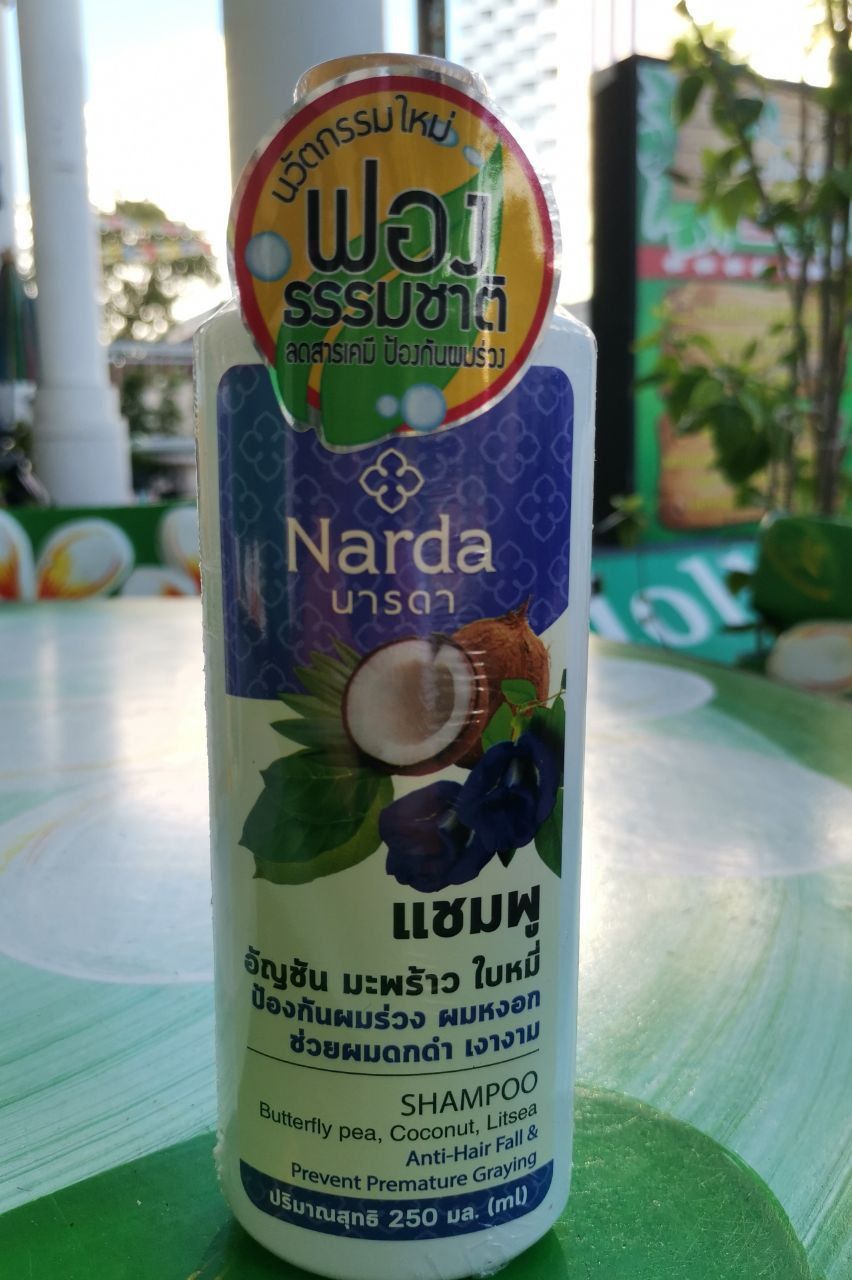 นวัตกรรมใหม่
ฟอง
ธรรมชาติ
ลดสารเคมี ป้องกันผมร่วง
Narda
นารดา
แชมพู
อัญชัน มะพร้าว ใบหมี่
ป้องกันผมร่วง ผมหงอก
ช่วยผมดกดำ เงางาม
SHAMPOO
Butterfly pea, Coconut, Litsea
Anti-Hair Fall &
Prevent Premature Graying
ปริมาณสุทธิ 250 มล. (ml)